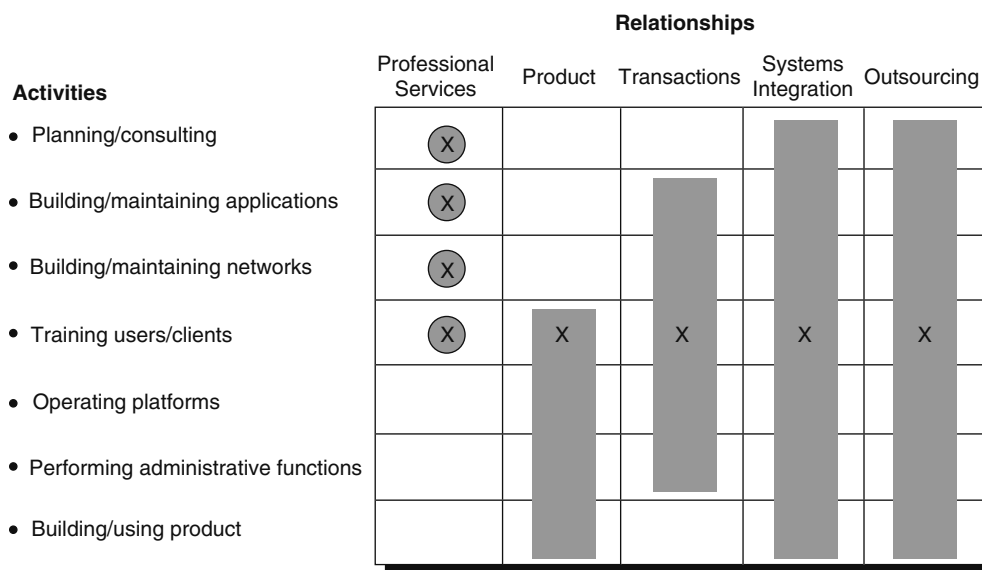 Relationships
Professional
Services
Product
Transactions
Systems
Integration
Outsourcing
Activities
• Planning/consulting
X
• Building/maintaining applications
X
• Building/maintaining networks
X
• Training users/clients
X X X X X
• Operating platforms
• Performing administrative functions
• Building/using product